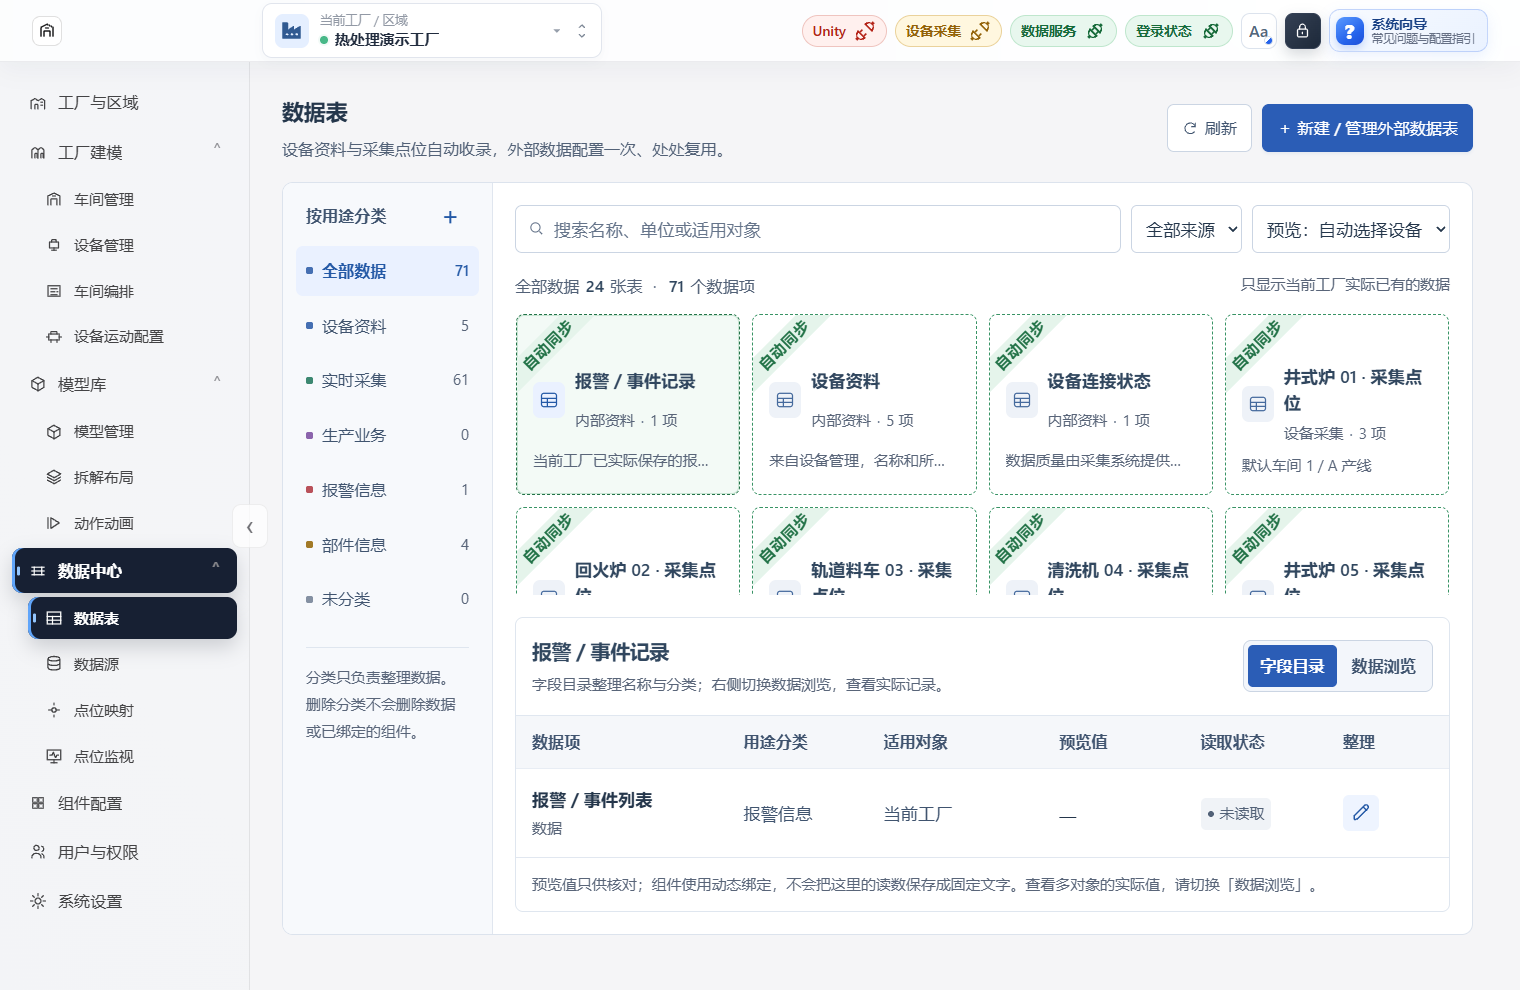 当前工厂 / 区域
热处理演示工厂
Unity
设备采集
数据服务
登录状态
Aa
?
系统向导
常见问题与配置指引
工厂与区域
工厂建模
车间管理
设备管理
车间编排
设备运动配置
模型库
模型管理
拆解布局
动作动画
数据中心
数据表
数据源
点位映射
点位监视
组件配置
用户与权限
系统设置
数据表
设备资料与采集点位自动收录，外部数据配置一次、处处复用。
刷新
+ 新建 / 管理外部数据表
按用途分类 +
全部数据 71
设备资料 5
实时采集 61
生产业务 0
报警信息 1
部件信息 4
未分类 0
分类只负责整理数据。
删除分类不会删除数据
或已绑定的组件。
搜索名称、单位或适用对象
全部来源
预览：自动选择设备
全部数据 24 张表 · 71 个数据项
只显示当前工厂实际已有的数据
自动同步
报警 / 事件记录
内部资料 · 1 项
当前工厂已实际保存的报...
自动同步
设备资料
内部资料 · 5 项
来自设备管理，名称和所...
自动同步
设备连接状态
内部资料 · 1 项
数据质量由采集系统提供...
自动同步
井式炉 01 · 采集点
位
设备采集 · 3 项
默认车间 1 / A 产线
自动同步
回火炉 02 · 采集点
位
自动同步
轨道料车 03 · 采集
点位
自动同步
清洗机 04 · 采集点
位
自动同步
井式炉 05 · 采集点
位
报警 / 事件记录
字段目录整理名称与分类；右侧切换数据浏览，查看实际记录。
字段目录
数据浏览
数据项 用途分类 适用对象 预览值 读取状态 整理
报警 / 事件列表
数据
报警信息
当前工厂
—
未读取
预览值只供核对；组件使用动态绑定，不会把这里的读数保存成固定文字。查看多对象的实际值，请切换「数据浏览」。